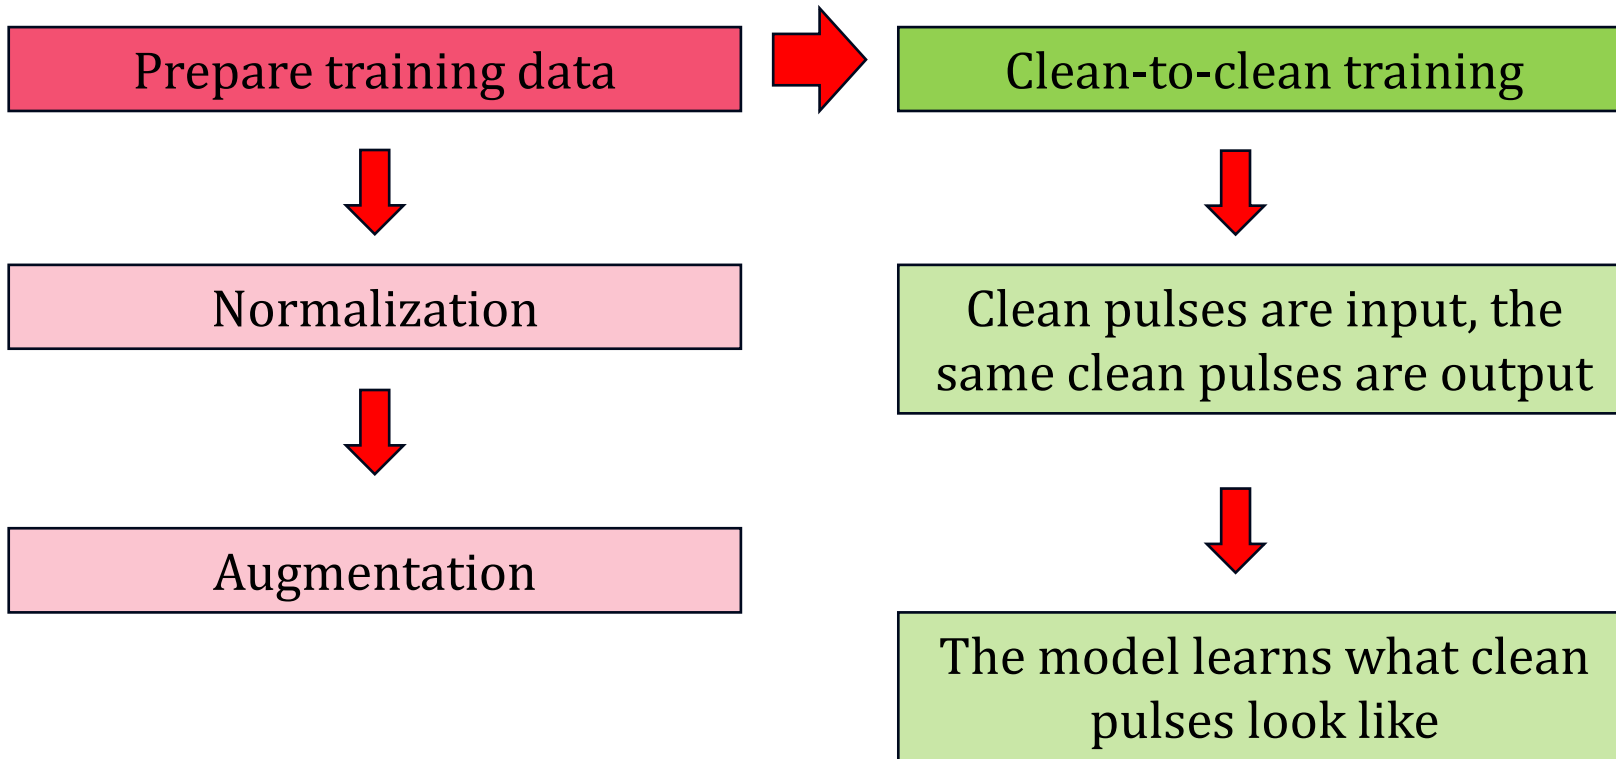 Prepare training data
Normalization
Augmentation
Clean-to-clean training
Clean pulses are input, the
same clean pulses are output
The model learns what clean
pulses look like